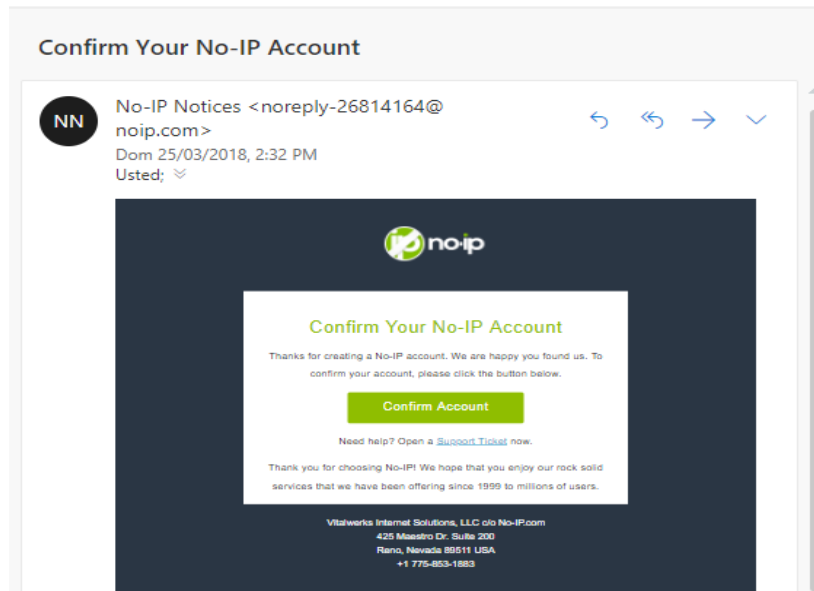 Confirm Your No-IP Account
NN
No-IP Notices <noreply-26814164@
noip.com>
Dom 25/03/2018, 2:32 PM
Usted;
no·ip
Confirm Your No-IP Account
Thanks for creating a No-IP account. We are happy you found us. To
confirm your account, please click the button below.
Confirm Account
Need help? Open a Support Ticket now.
Thank you for choosing No-IP! We hope that you enjoy our rock solid
services that we have been offering since 1999 to millions of users.
Vitalwerks Internet Solutions, LLC c/o No-IP.com
425 Maestro Dr. Suite 200
Reno, Nevada 89511 USA
+1 775-853-1883